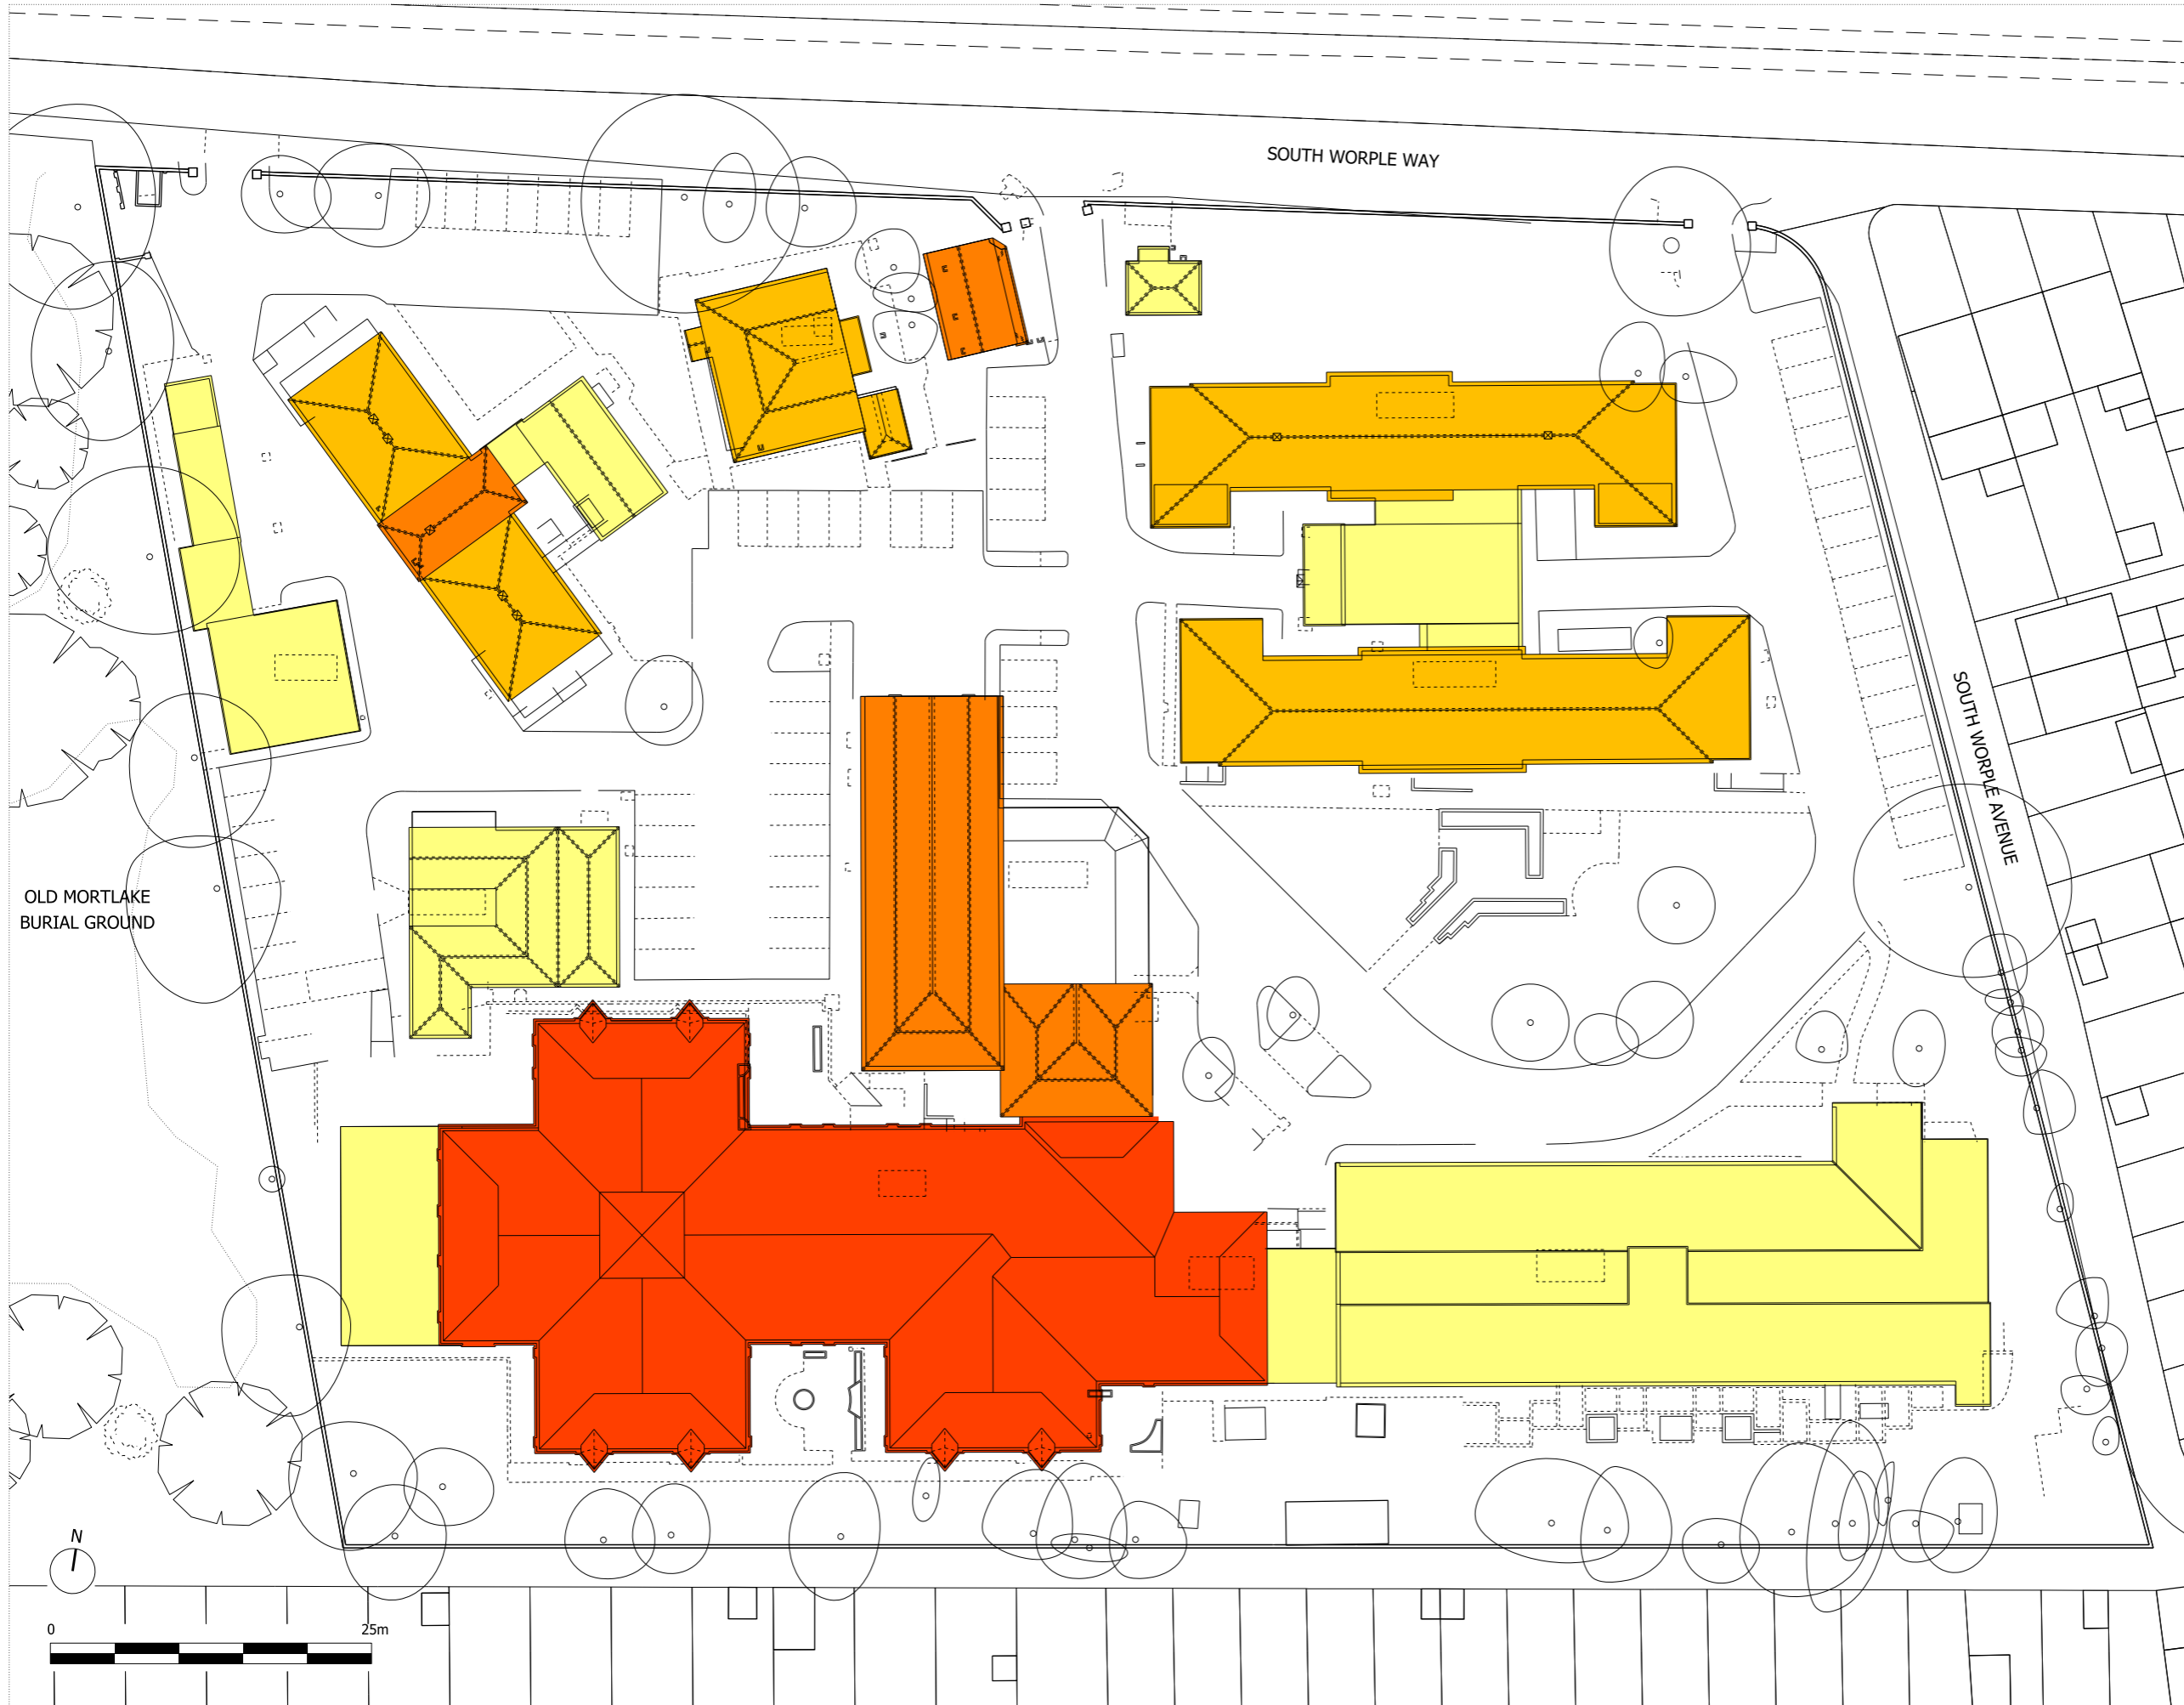 SOUTH WORPLE WAY
SOUTH WORPLE AVENUE
OLD MORTLAKE
BURIAL GROUND
N
0
25m